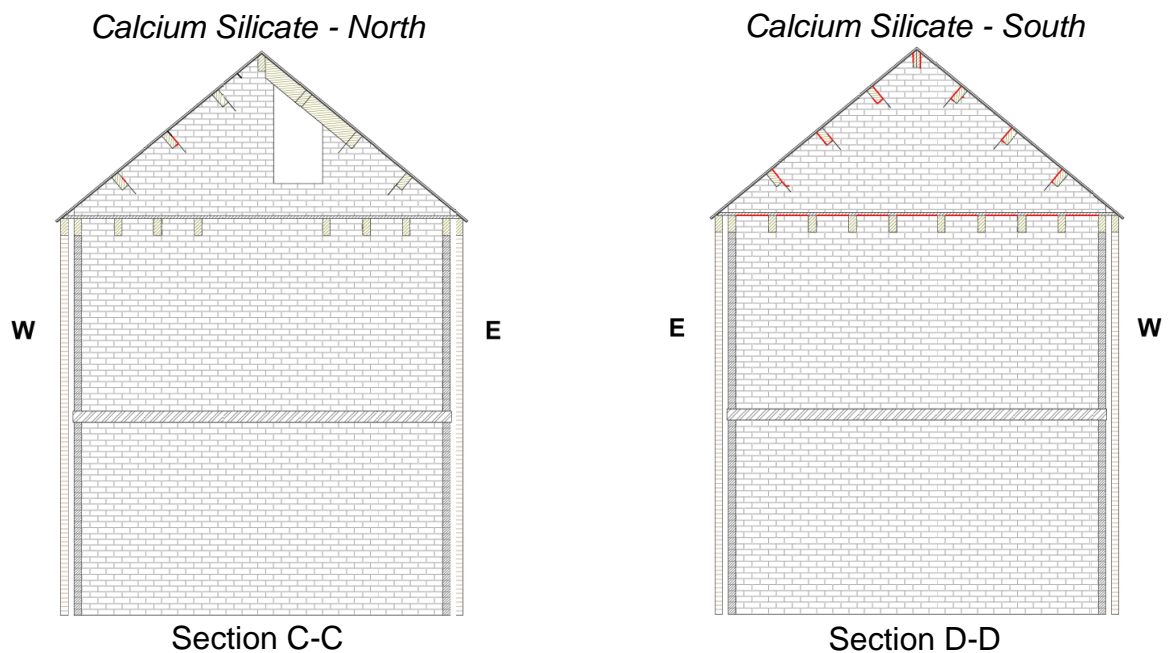 Calcium Silicate - North
W
E
Section C-C
Calcium Silicate - South
E
W
Section D-D